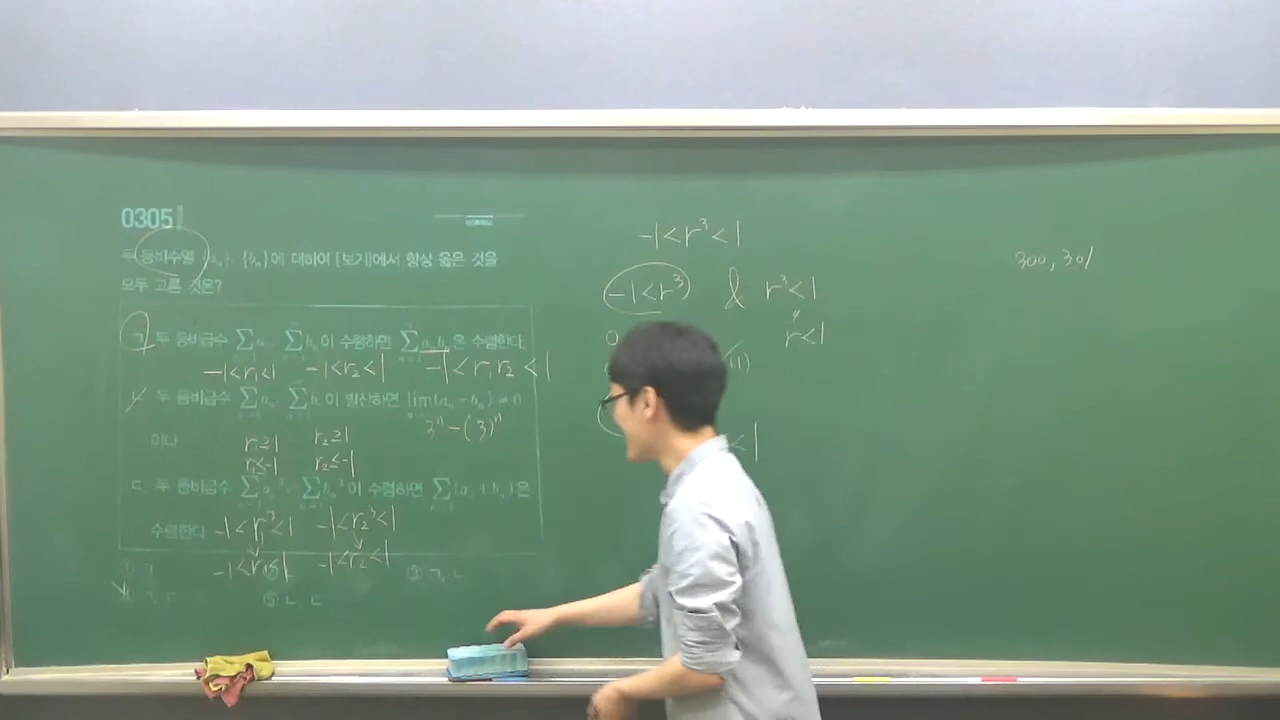 0305
두 등비수열 {aₙ}, {bₙ}에 대하여 [보기]에서 항상 옳은 것을
모두 고른 것은?
ㄱ. 두 등비급수 ∑aₙ, ∑bₙ이 수렴하면 ∑aₙbₙ은 수렴한다.
-1<r₁<1 -1<r₂<1 -1<r₁r₂<1
ㄴ. 두 등비급수 ∑aₙ, ∑bₙ이 발산하면 lim(aₙ-bₙ)≠0
3ⁿ-(3)ⁿ
이다
r₁≥1 r₂≥1
r₁≤-1 r₂≤-1
ㄷ. 두 등비급수 ∑aₙ³, ∑bₙ³이 수렴하면 ∑(aₙ+bₙ)은
수렴한다 -1<r₁³<1 -1<r₂³<1
-1<r₁<1 -1<r₂<1
① ㄱ ③ ㄱ, ㄴ
⑤ ㄴ, ㄷ
-1<r³<1
-1<r³ & r³<1
r<1
300, 301